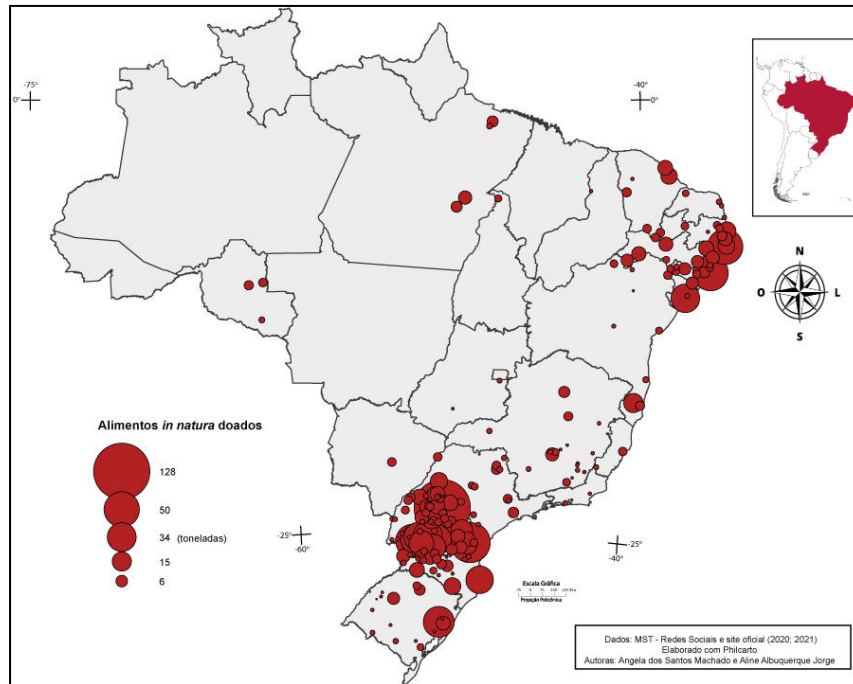 -75°
0°
-40°
0°
N
O
L
S
Alimentos in natura doados
128
50
34 (toneladas)
15
6
-25°
-60°
-25°
-40°
Escala Gráfica
Projeção Policônica
Dados: MST - Redes Sociais e site oficial (2020; 2021)
Elaborado com Philcarto
Autoras: Angela dos Santos Machado e Aline Albuquerque Jorge